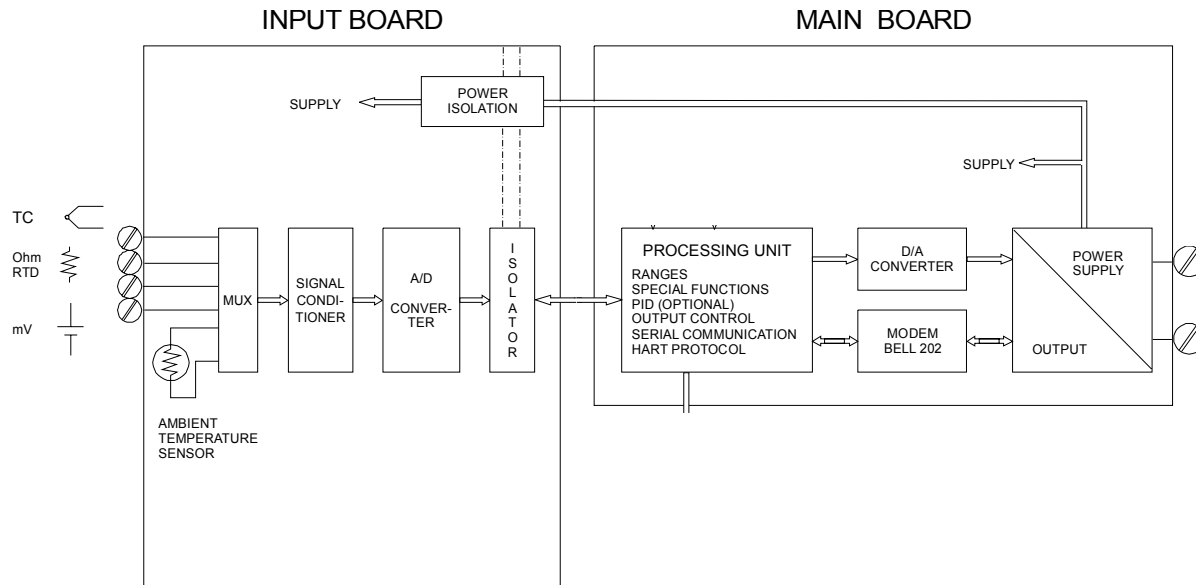 INPUT BOARD
MAIN BOARD
POWER
ISOLATION
SUPPLY
SUPPLY
TC
Ohm
RTD
mV
MUX
SIGNAL
CONDI-
TIONER
A/D
CONVER-
TER
ISOLATOR
PROCESSING UNIT
RANGES
SPECIAL FUNCTIONS
PID (OPTIONAL)
OUTPUT CONTROL
SERIAL COMMUNICATION
HART PROTOCOL
D/A
CONVERTER
MODEM
BELL 202
POWER
SUPPLY
OUTPUT
AMBIENT
TEMPERATURE
SENSOR